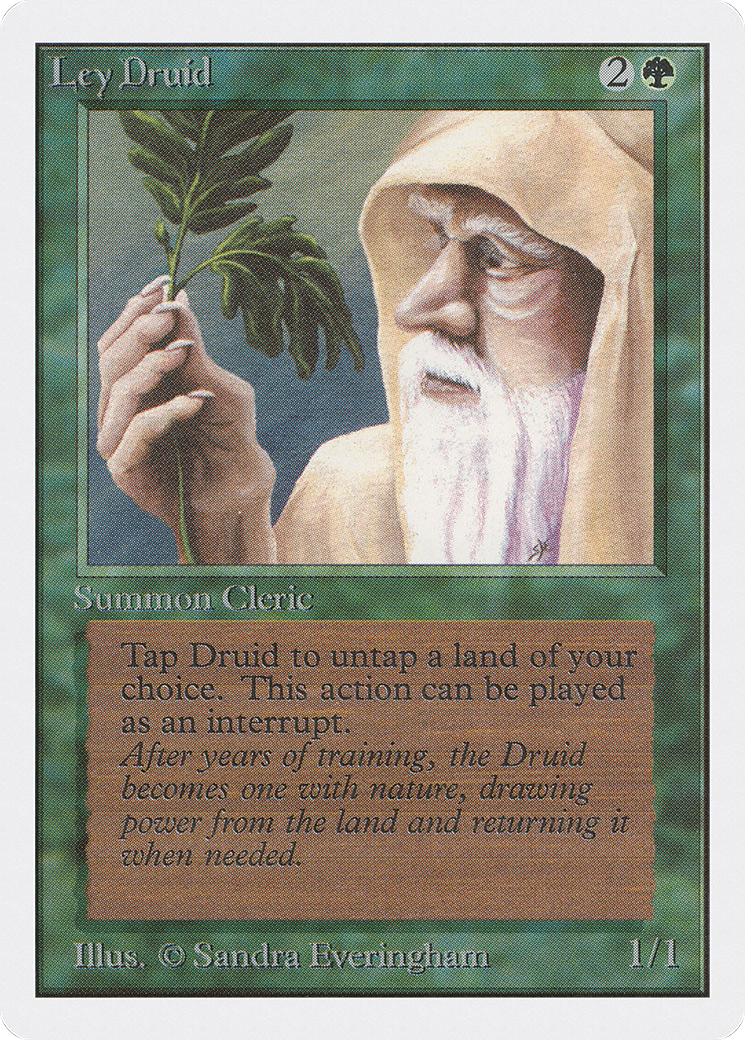 Ley Druid 2
Summon Cleric
Tap Druid to untap a land of your
choice. This action can be played
as an interrupt.
After years of training, the Druid
becomes one with nature, drawing
power from the land and returning it
when needed.
Illus. © Sandra Everingham 1/1